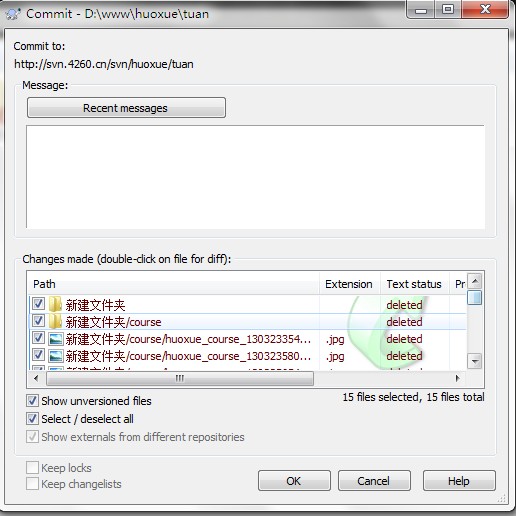 Commit - D:\www\huoxue\tuan
Commit to:
http://svn.4260.cn/svn/huoxue/tuan
Message:
Recent messages
Changes made (double-click on file for diff):
Path Extension Text status Pr
新建文件夹 deleted
新建文件夹/course deleted
新建文件夹/course/huoxue_course_130323354... .jpg deleted
新建文件夹/course/huoxue_course_130323580... .jpg deleted
Show unversioned files 15 files selected, 15 files total
Select / deselect all
Show externals from different repositories
Keep locks
Keep changelists
OK Cancel Help